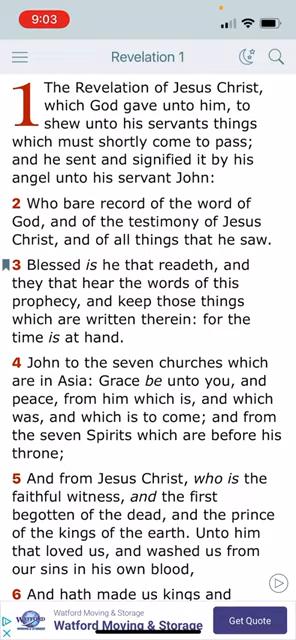 9:03
Revelation 1
1 The Revelation of Jesus Christ,
which God gave unto him, to
shew unto his servants things
which must shortly come to pass;
and he sent and signified it by his
angel unto his servant John:
2 Who bare record of the word of
God, and of the testimony of Jesus
Christ, and of all things that he saw.
3 Blessed is he that readeth, and
they that hear the words of this
prophecy, and keep those things
which are written therein: for the
time is at hand.
4 John to the seven churches which
are in Asia: Grace be unto you, and
peace, from him which is, and which
was, and which is to come; and from
the seven Spirits which are before his
throne;
5 And from Jesus Christ, who is the
faithful witness, and the first
begotten of the dead, and the prince
of the kings of the earth. Unto him
that loved us, and washed us from
our sins in his own blood,
6 And hath made us kings and
WATFORD
Watford Moving & Storage
Watford Moving & Storage
Get Quote